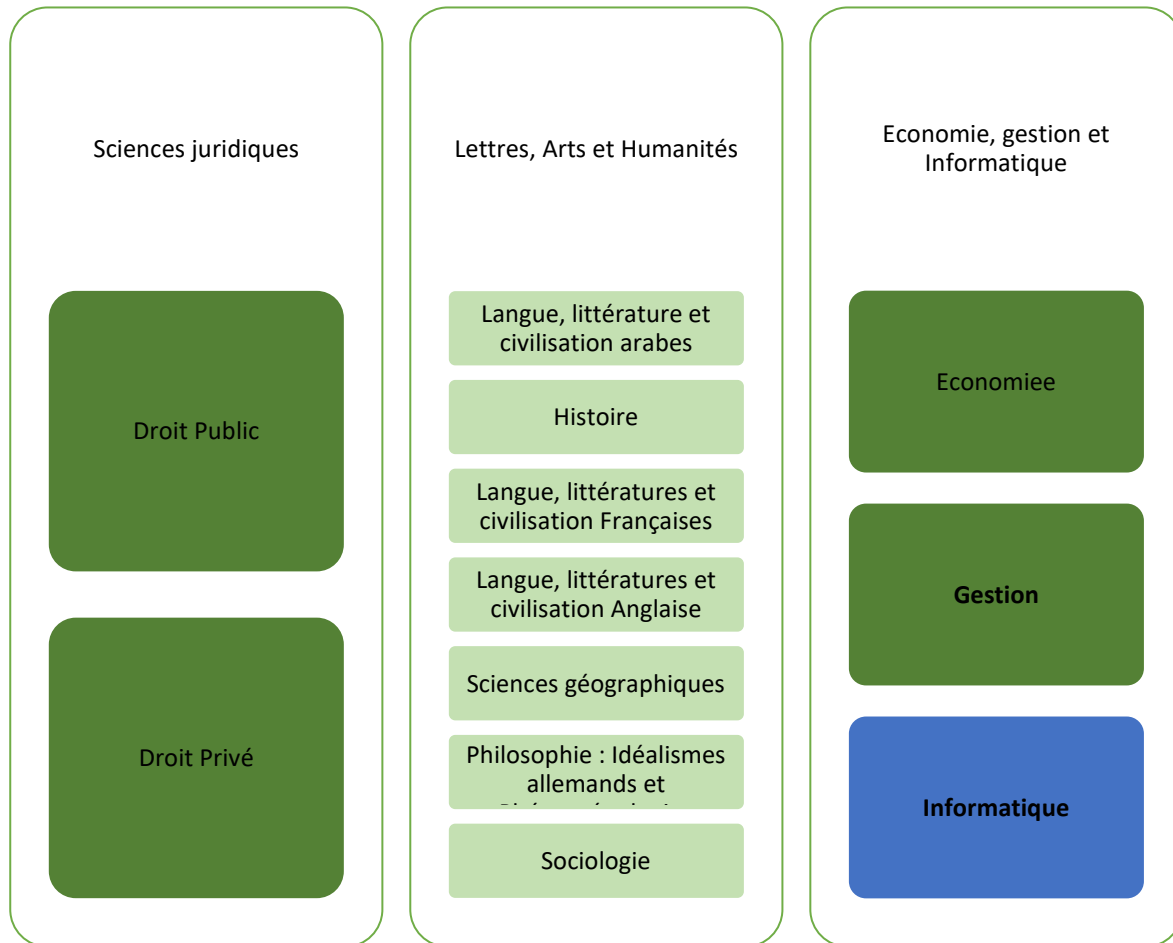 Sciences juridiques
Droit Public
Droit Privé
Lettres, Arts et Humanités
Langue, littérature et
civilisation arabes
Histoire
Langue, littératures et
civilisation Françaises
Langue, littératures et
civilisation Anglaise
Sciences géographiques
Philosophie : Idéalismes
allemands et
Sociologie
Economie, gestion et
Informatique
Economiee
Gestion
Informatique